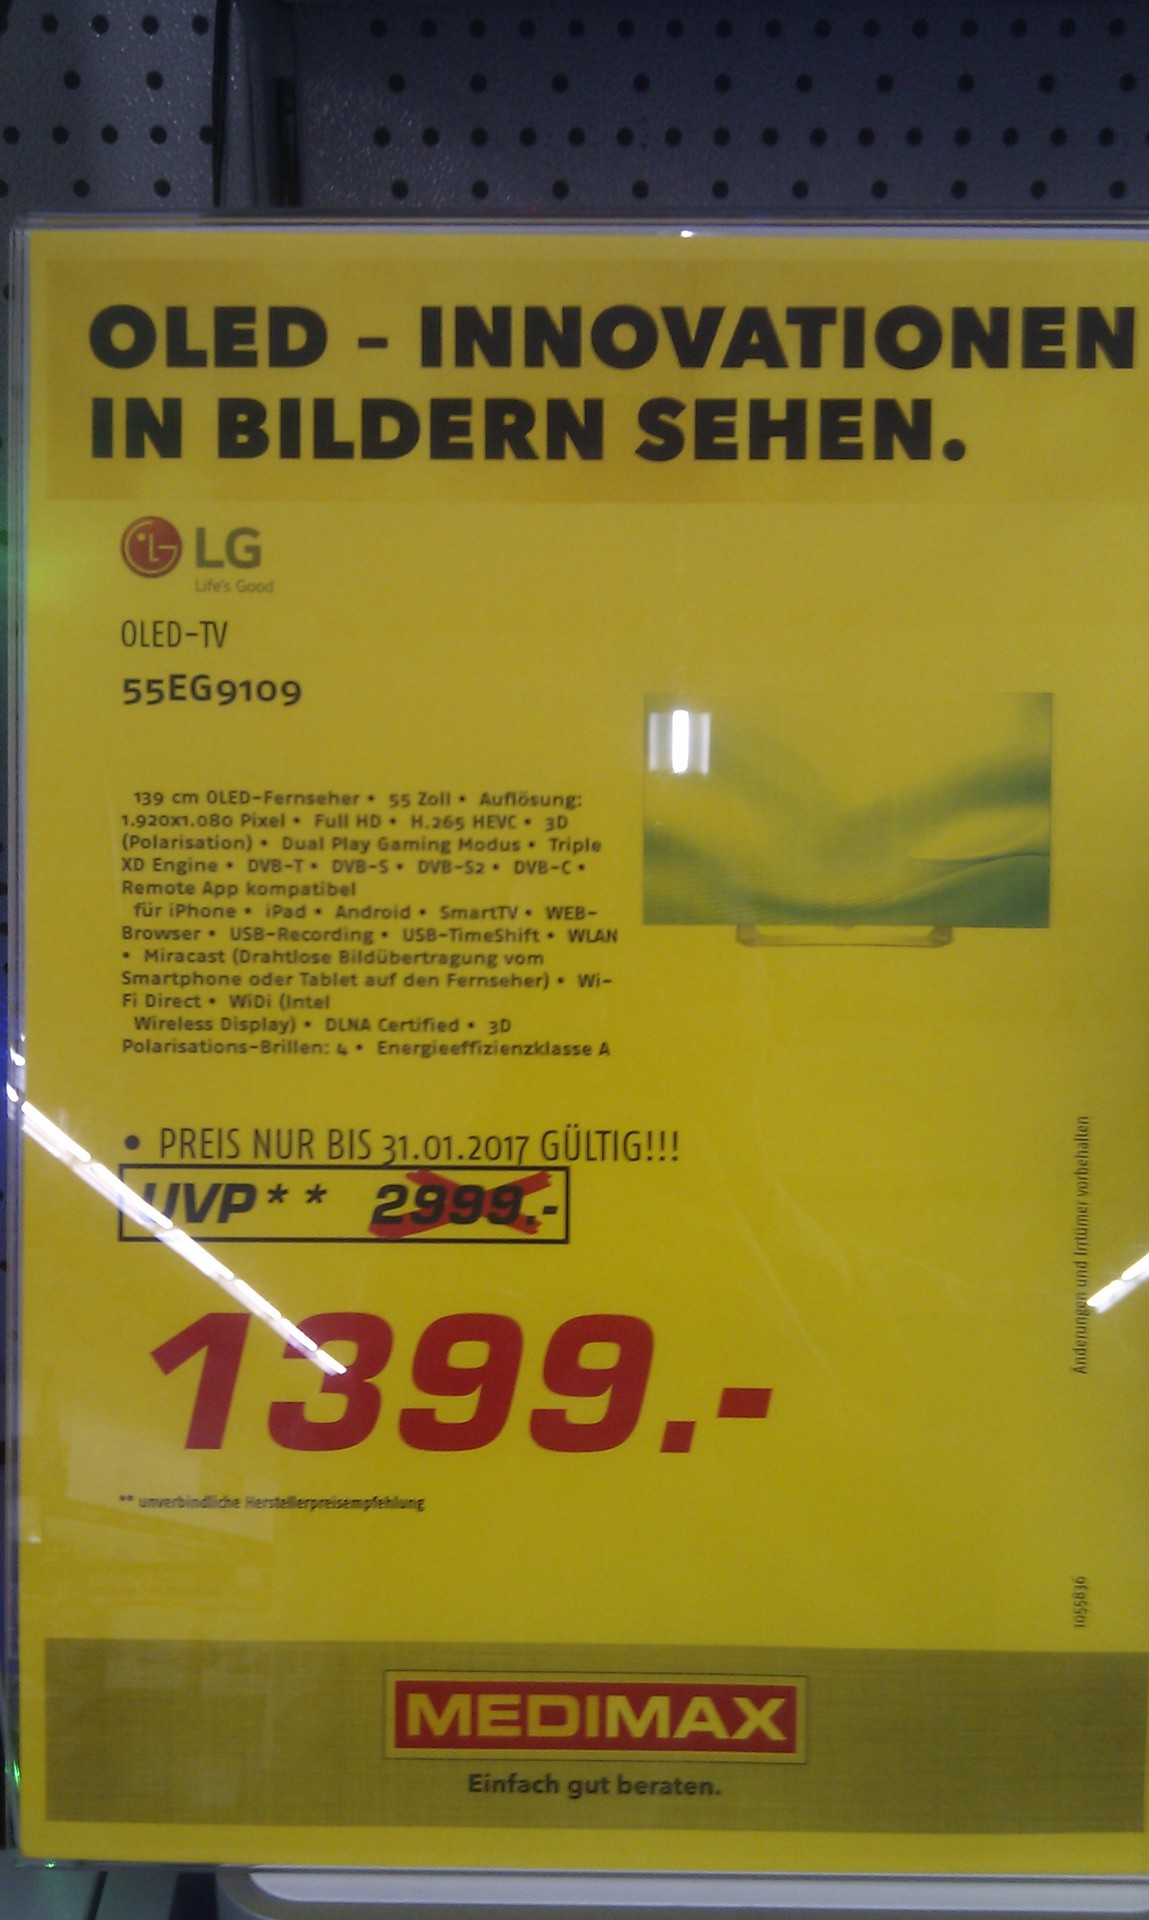 OLED - INNOVATIONEN
IN BILDERN SEHEN.
LG
Life's Good
OLED-TV
55EG9109
139 cm OLED-Fernseher • 55 Zoll • Auflösung:
1.920x1.080 Pixel • Full HD • H.265 HEVC • 3D
(Polarisation) • Dual Play Gaming Modus • Triple
XD Engine • DVB-T • DVB-S • DVB-S2 • DVB-C •
Remote App kompatibel
für iPhone • iPad • Android • SmartTV • WEB-
Browser • USB-Recording • USB-TimeShift • WLAN
• Miracast (Drahtlose Bildübertragung vom
Smartphone oder Tablet auf den Fernseher) • Wi-
Fi Direct • WiDi (Intel
Wireless Display) • DLNA Certified • 3D
Polarisations-Brillen: 4 • Energieeffizienzklasse A
• PREIS NUR BIS 31.01.2017 GÜLTIG!!!
UVP** 2999.-
1399.-
** unverbindliche Herstellerpreisempfehlung
Änderungen und Irrtümer vorbehalten
1055836
MEDIMAX
Einfach gut beraten.